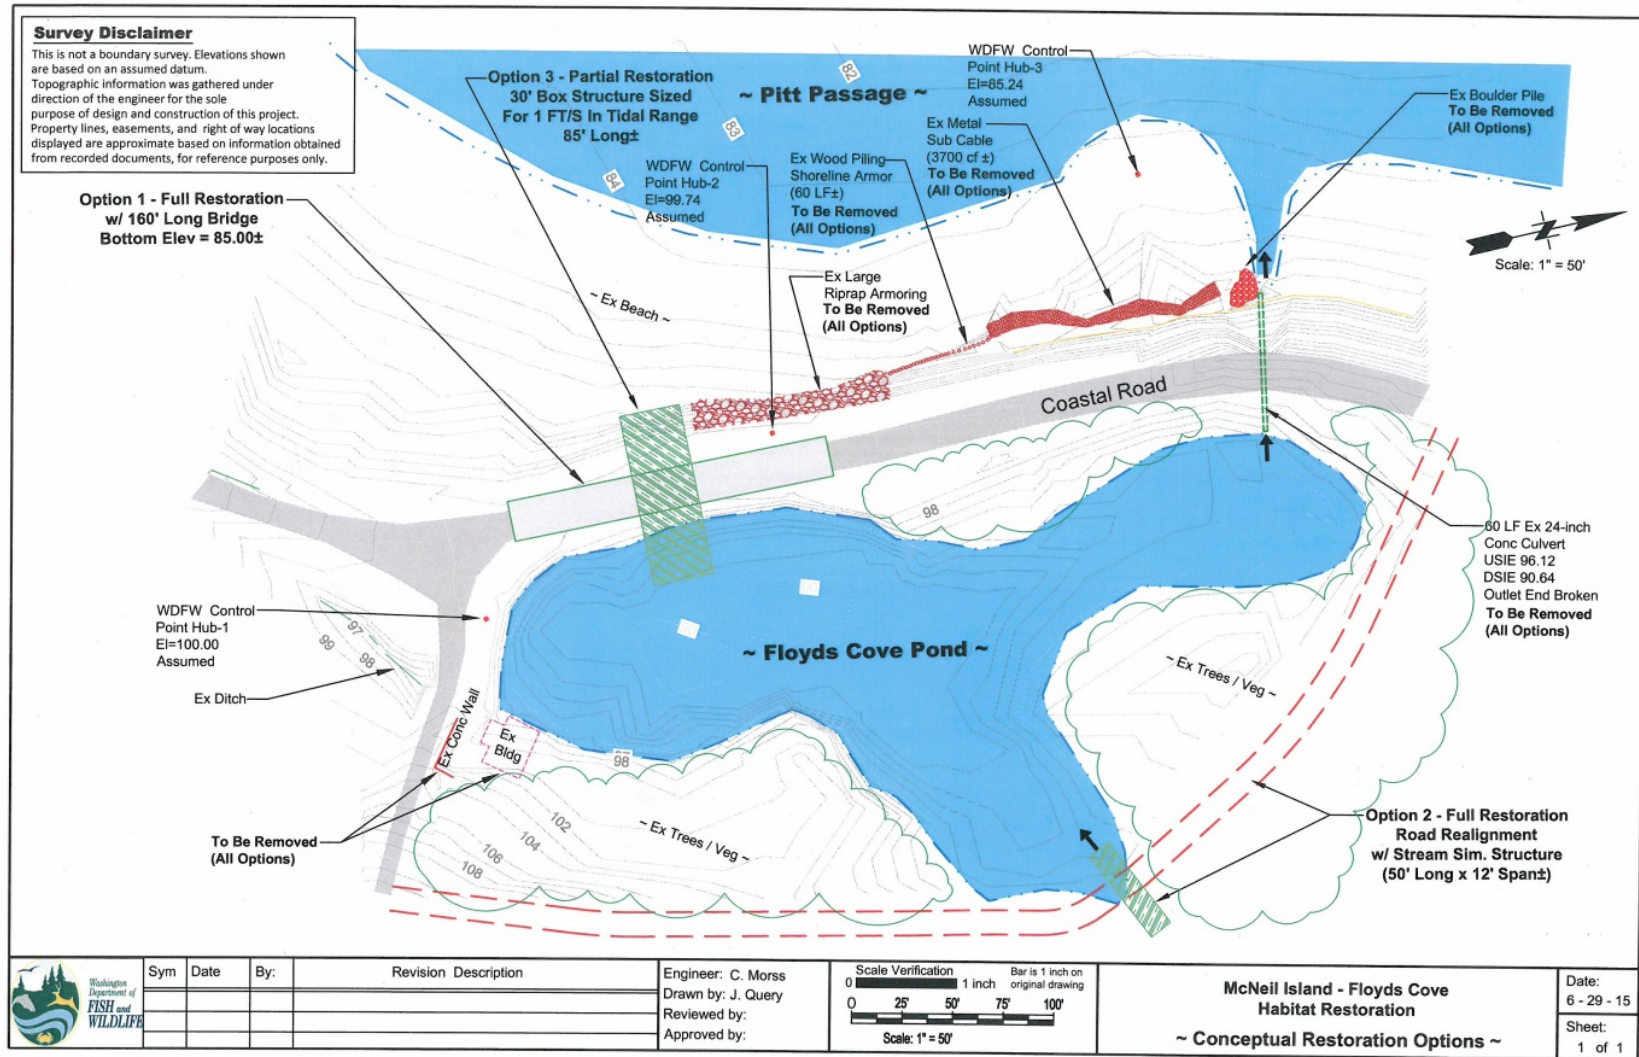 Survey Disclaimer
This is not a boundary survey. Elevations shown
are based on an assumed datum.
Topographic information was gathered under
direction of the engineer for the sole
purpose of design and construction of this project.
Property lines, easements, and right of way locations
displayed are approximate based on information obtained
from recorded documents, for reference purposes only.
Option 1 - Full Restoration
w/ 160' Long Bridge
Bottom Elev = 85.00±
Option 3 - Partial Restoration
30' Box Structure Sized
For 1 FT/S In Tidal Range
85' Long±
~ Pitt Passage ~
82
83
84
WDFW Control
Point Hub-2
El=99.74
Assumed
Ex Wood Piling
Shoreline Armor
(60 LF±)
To Be Removed
(All Options)
Ex Metal
Sub Cable
(3700 cf ±)
To Be Removed
(All Options)
WDFW Control
Point Hub-3
El=85.24
Assumed
Ex Boulder Pile
To Be Removed
(All Options)
N
Scale: 1" = 50'
~ Ex Beach ~
Ex Large
Riprap Armoring
To Be Removed
(All Options)
Coastal Road
98
60 LF Ex 24-inch
Conc Culvert
USIE 96.12
DSIE 90.64
Outlet End Broken
To Be Removed
(All Options)
WDFW Control
Point Hub-1
El=100.00
Assumed
97
98
99
Ex Ditch
~ Floyds Cove Pond ~
~ Ex Trees / Veg ~
Ex Conc Wall
Ex
Bldg
98
To Be Removed
(All Options)
102
104
106
108
~ Ex Trees / Veg ~
Option 2 - Full Restoration
Road Realignment
w/ Stream Sim. Structure
(50' Long x 12' Span±)
Washington
Department of
FISH and
WILDLIFE
Sym Date By: Revision Description
Engineer: C. Morss
Drawn by: J. Query
Reviewed by:
Approved by:
Scale Verification
0 1 inch
Bar is 1 inch on
original drawing
0 25' 50' 75' 100'
Scale: 1" = 50'
McNeil Island - Floyds Cove
Habitat Restoration
~ Conceptual Restoration Options ~
Date:
6 - 29 - 15
Sheet:
1 of 1